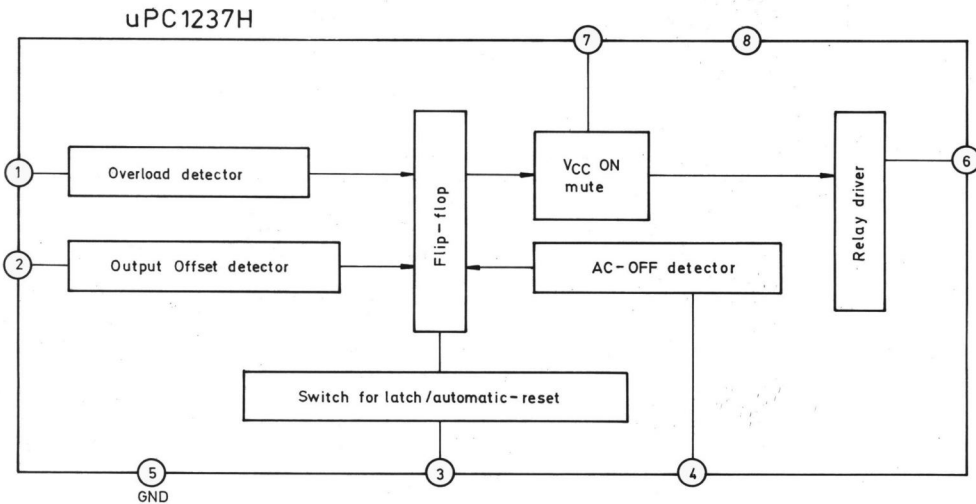 uPC1237H
7
8
1
Overload detector
Flip-flop
VCC ON
mute
Relay driver
6
2
Output Offset detector
AC-OFF detector
Switch for latch/automatic-reset
5
3
4
GND